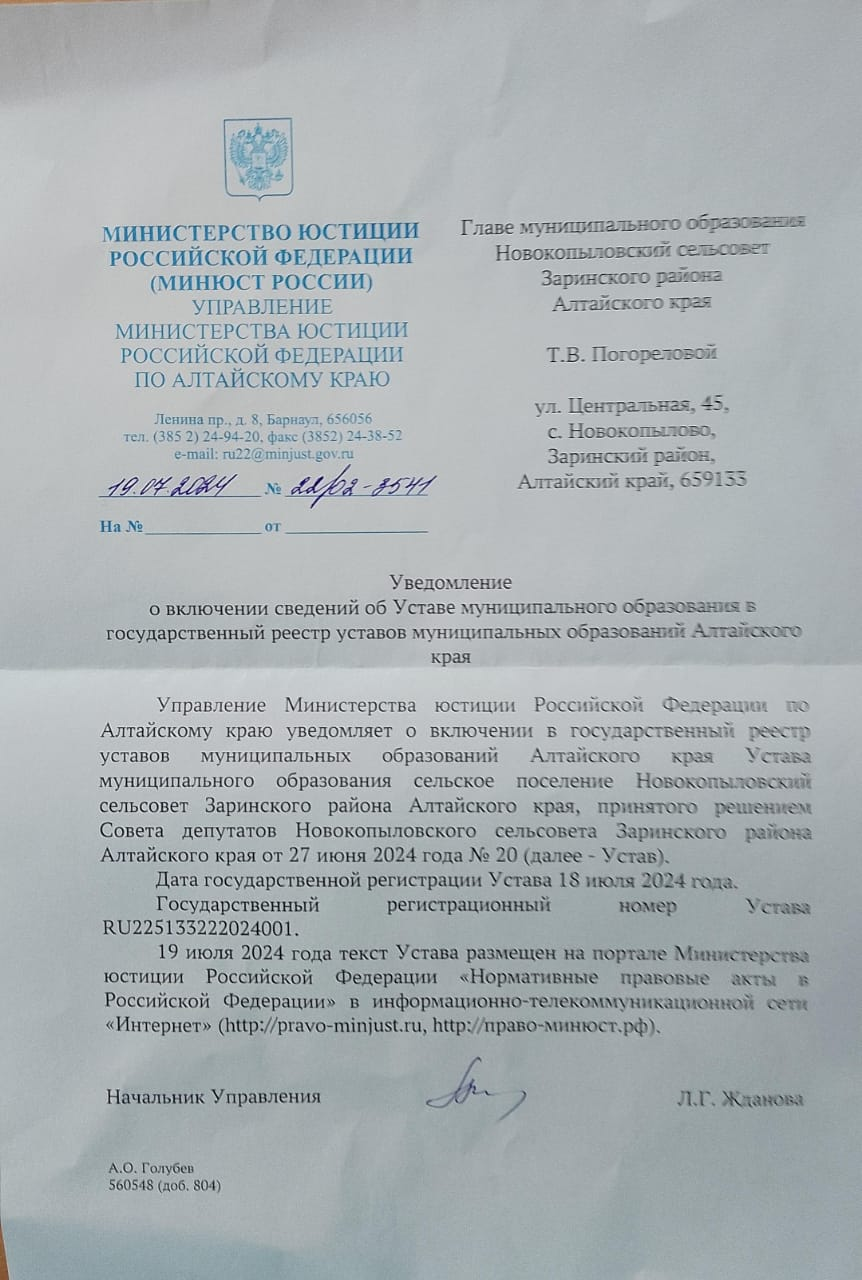 МИНИСТЕРСТВО ЮСТИЦИИ
РОССИЙСКОЙ ФЕДЕРАЦИИ
(МИНЮСТ РОССИИ)
УПРАВЛЕНИЕ
МИНИСТЕРСТВА ЮСТИЦИИ
РОССИЙСКОЙ ФЕДЕРАЦИИ
ПО АЛТАЙСКОМУ КРАЮ
Ленина пр., д. 8, Барнаул, 656056
тел. (385 2) 24-94-20, факс (3852) 24-38-52
e-mail: ru22@minjust.gov.ru
19.07.2024 № 22/02-3541
На № от
Главе муниципального образования
Новокопыловский сельсовет
Заринского района
Алтайского края
Т.В. Погореловой
ул. Центральная, 45,
с. Новокопылово,
Заринский район,
Алтайский край, 659133
Уведомление
о включении сведений об Уставе муниципального образования в
государственный реестр уставов муниципальных образований Алтайского
края
Управление Министерства юстиции Российской Федерации по
Алтайскому краю уведомляет о включении в государственный реестр
уставов муниципальных образований Алтайского края Устава
муниципального образования сельское поселение Новокопыловский
сельсовет Заринского района Алтайского края, принятого решением
Совета депутатов Новокопыловского сельсовета Заринского района
Алтайского края от 27 июня 2024 года № 20 (далее - Устав).
Дата государственной регистрации Устава 18 июля 2024 года.
Государственный регистрационный номер Устава
RU225133222024001.
19 июля 2024 года текст Устава размещен на портале Министерства
юстиции Российской Федерации «Нормативные правовые акты в
Российской Федерации» в информационно-телекоммуникационной сети
«Интернет» (http://pravo-minjust.ru, http://право-минюст.рф).
Начальник Управления Л.Г. Жданова
А.О. Голубев
560548 (доб. 804)